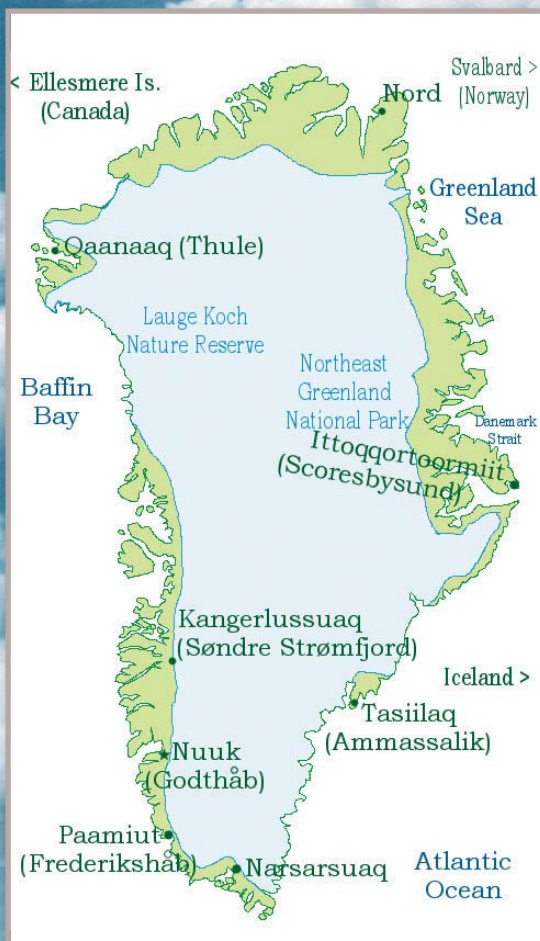 Svalbard >
(Norway)
< Ellesmere Is.
(Canada)
Nord
Greenland
Sea
Qaanaaq (Thule)
Lauge Koch
Nature Reserve
Northeast
Greenland
National Park
Baffin
Bay
Danemark
Strait
Ittoqqortoormiit
(Scoresbysund)
Kangerlussuaq
(Søndre Strømfjord)
Iceland >
Tasiilaq
(Ammassalik)
Nuuk
(Godthåb)
Paamiut
(Frederikshåb)
Narsarsuaq
Atlantic
Ocean